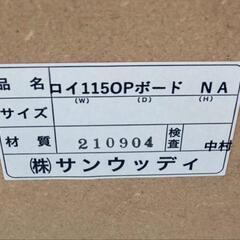 品名 ロイ115OPボード NA
サイズ (W) (D) (H)
材質 210904 検査 中村
㈱サンウッディ